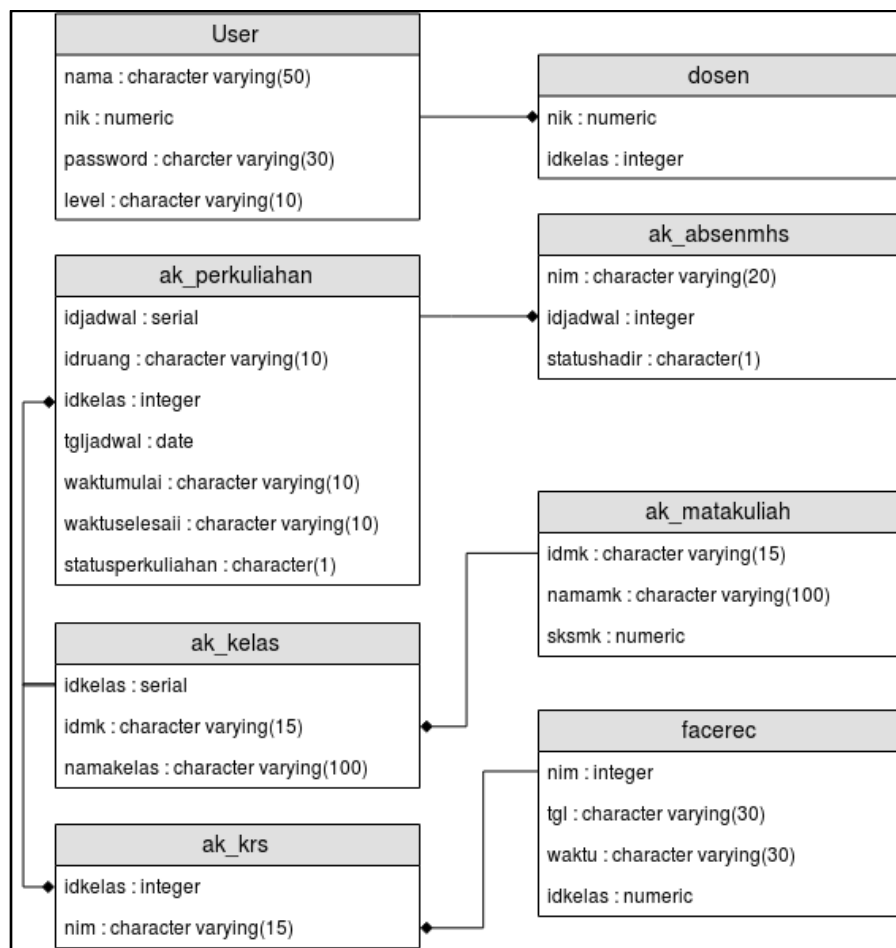 User
nama : character varying(50)
nik : numeric
password : charcter varying(30)
level : character varying(10)
dosen
nik : numeric
idkelas : integer
ak_absenmhs
nim : character varying(20)
idjadwal : integer
statushadir : character(1)
ak_perkuliahan
idjadwal : serial
idruang : character varying(10)
idkelas : integer
tgljadwal : date
waktumulai : character varying(10)
waktuselesaii : character varying(10)
statusperkuliahan : character(1)
ak_matakuliah
idmk : character varying(15)
namamk : character varying(100)
sksmk : numeric
ak_kelas
idkelas : serial
idmk : character varying(15)
namakelas : character varying(100)
facerec
nim : integer
tgl : character varying(30)
waktu : character varying(30)
idkelas : numeric
ak_krs
idkelas : integer
nim : character varying(15)